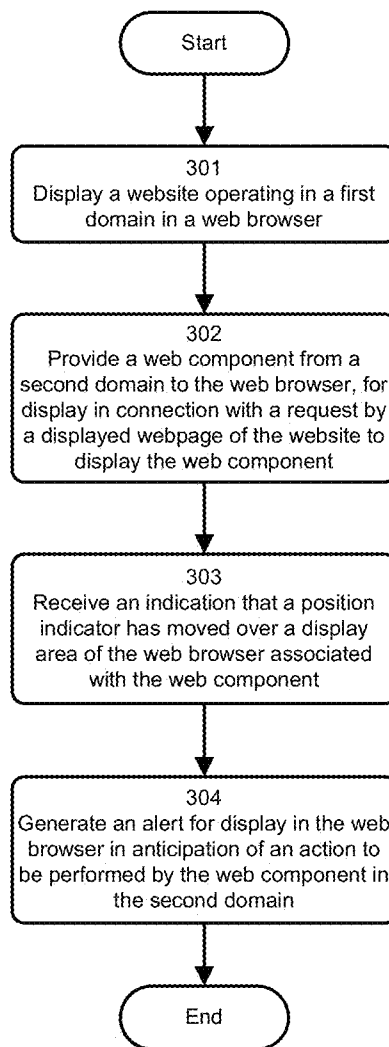 Start
301
Display a website operating in a first
domain in a web browser
302
Provide a web component from a
second domain to the web browser, for
display in connection with a request by
a displayed webpage of the website to
display the web component
303
Receive an indication that a position
indicator has moved over a display
area of the web browser associated
with the web component
304
Generate an alert for display in the web
browser in anticipation of an action to
be performed by the web component in
the second domain
End